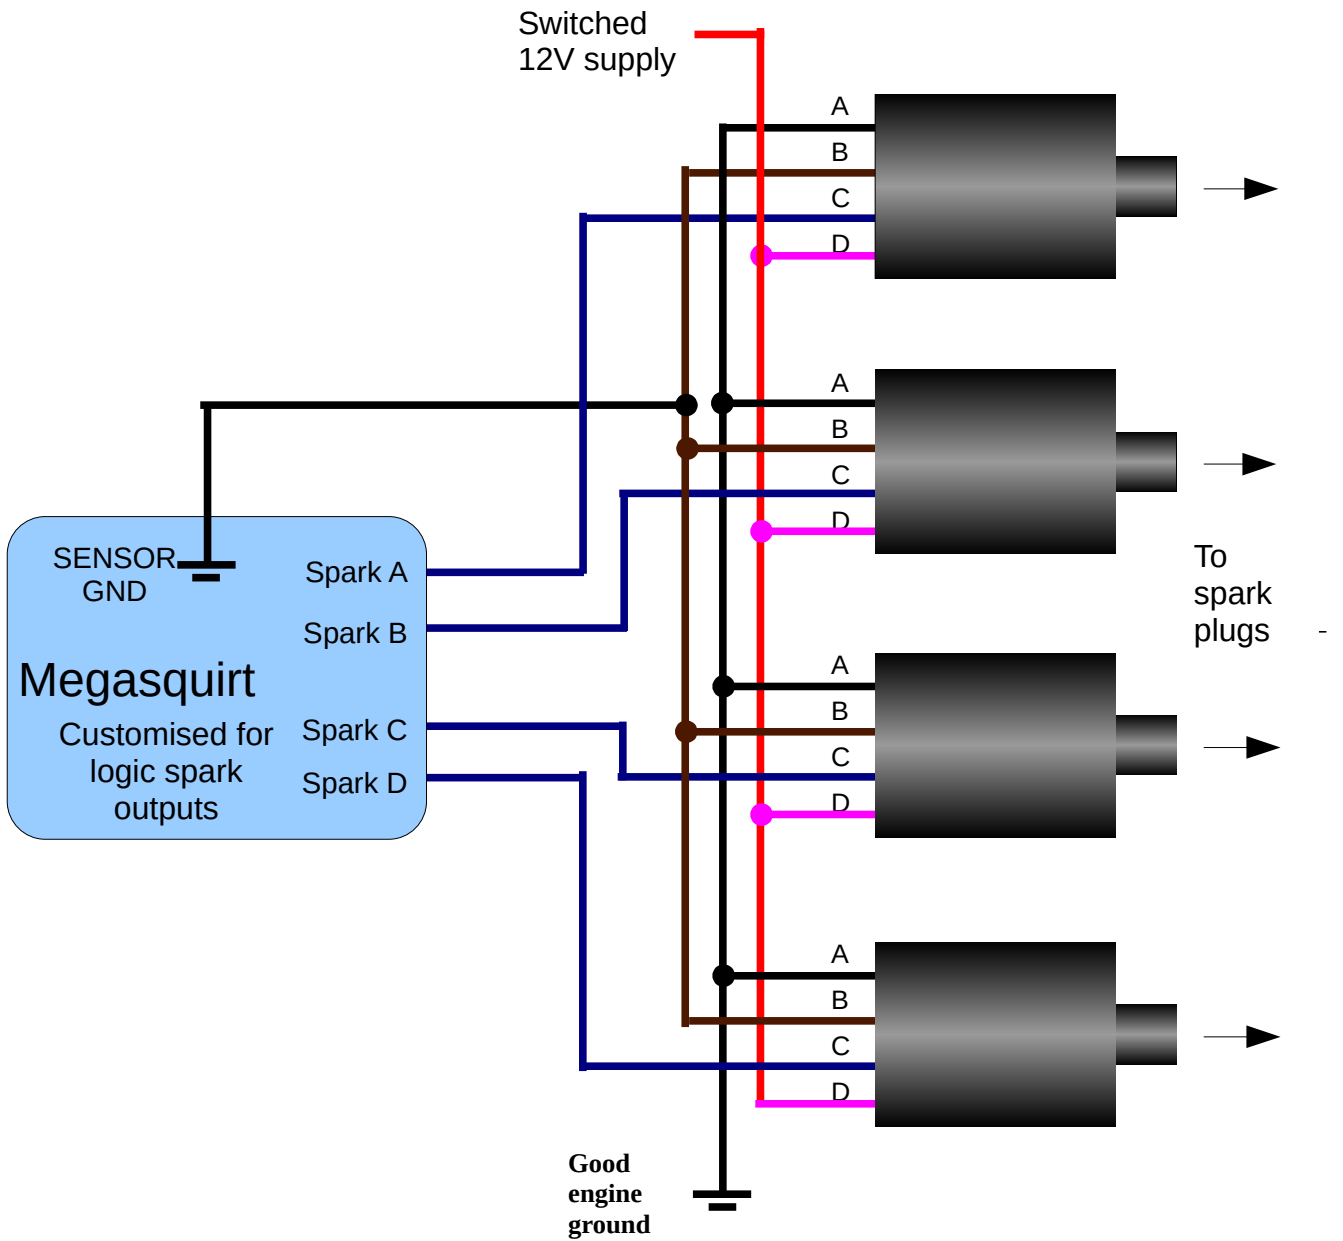 Switched
12V supply
A
B
C
D
A
B
C
D
SENSOR
GND
Spark A
Spark B
To
spark
plugs
-
Megasquirt
Customised for
logic spark
outputs
Spark C
Spark D
A
B
C
D
A
B
C
D
Good
engine
ground